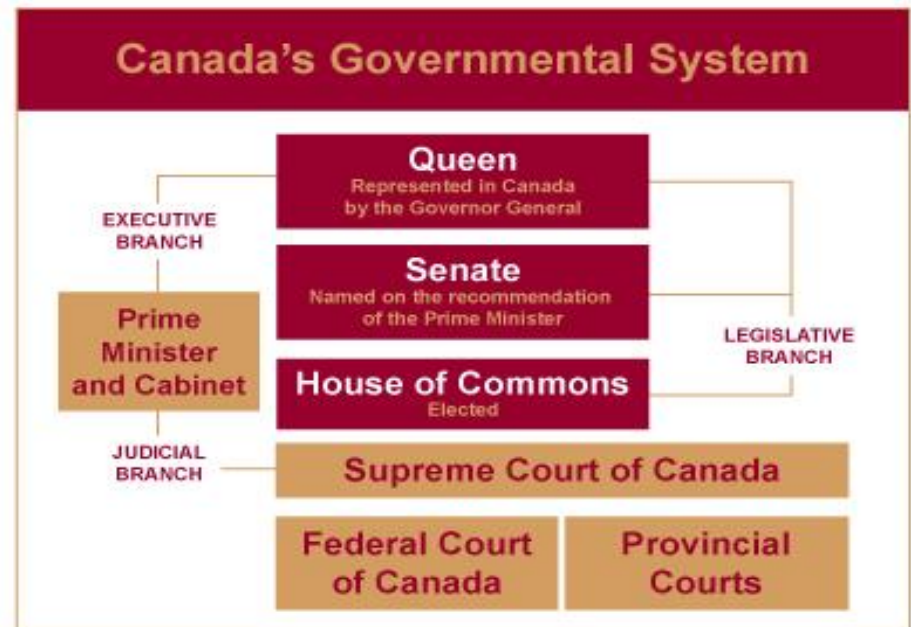 Canada's Governmental System
Queen
Represented in Canada
by the Governor General
EXECUTIVE
BRANCH
Senate
Named on the recommendation
of the Prime Minister
Prime
Minister
and Cabinet
LEGISLATIVE
BRANCH
House of Commons
Elected
JUDICIAL
BRANCH
Supreme Court of Canada
Federal Court
of Canada
Provincial
Courts